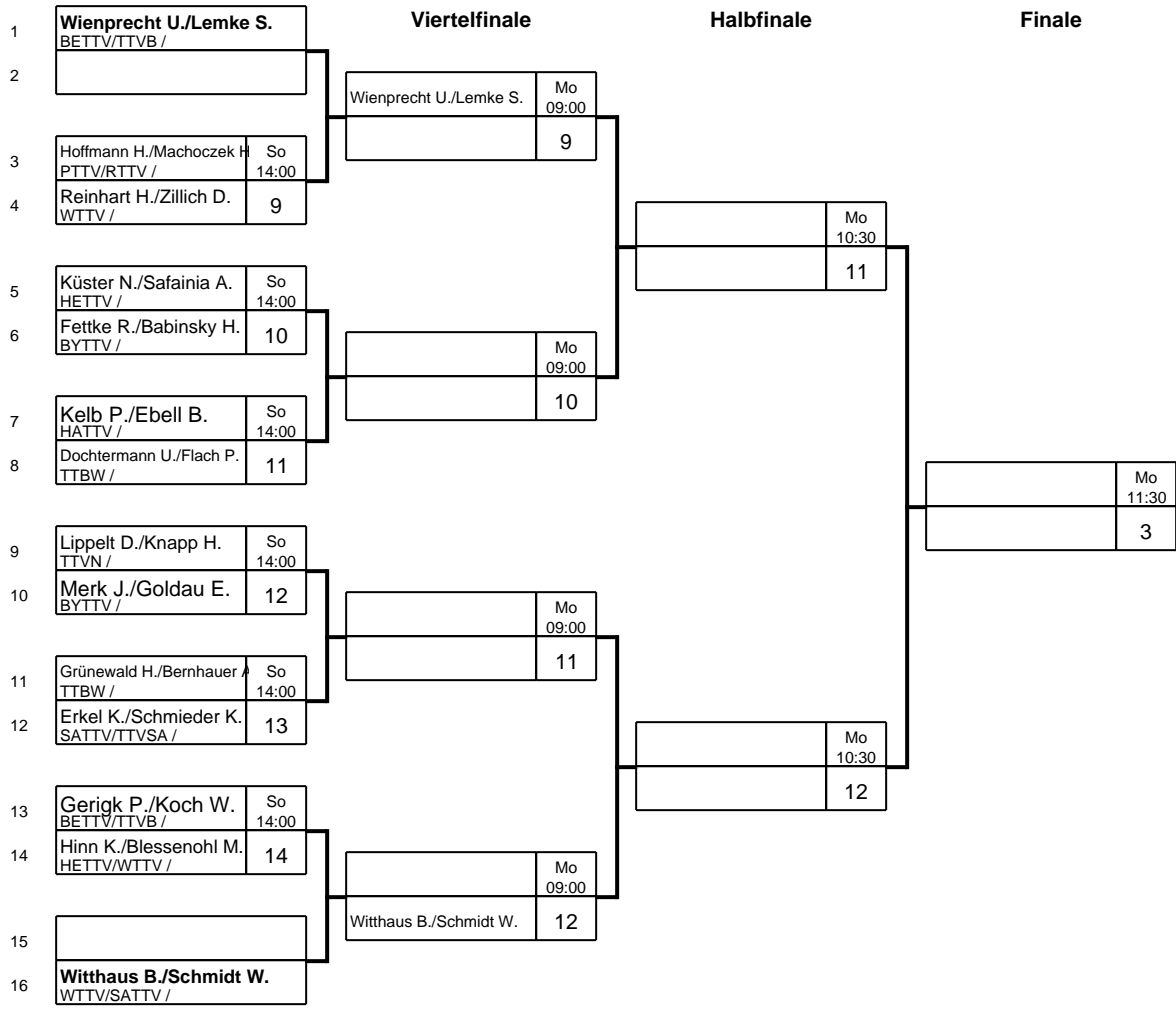 Viertelfinale
Halbfinale
Finale
1
Wienprecht U./Lemke S.
BETTV/TTVB /
2
3
Hoffmann H./Machoczek H
PTTV/RTTV /
So
14:00
4
Reinhart H./Zillich D.
WTTV /
9
5
Küster N./Safainia A.
HETTV /
So
14:00
6
Fettke R./Babinsky H.
BYTTV /
10
7
Kelb P./Ebell B.
HATTV /
So
14:00
8
Dochtermann U./Flach P.
TTBW /
11
9
Lippelt D./Knapp H.
TTVN /
So
14:00
10
Merk J./Goldau E.
BYTTV /
12
11
Grünewald H./Bernhauer A
TTBW /
So
14:00
12
Erkel K./Schmieder K.
SATTV/TTVSA /
13
13
Gerigk P./Koch W.
BETTV/TTVB /
So
14:00
14
Hinn K./Blessenohl M.
HETTV/WTTV /
14
15
16
Witthaus B./Schmidt W.
WTTV/SATTV /
Wienprecht U./Lemke S.
Mo
09:00
9
Mo
09:00
10
Mo
09:00
11
Mo
09:00
Witthaus B./Schmidt W.
12
Mo
10:30
11
Mo
10:30
12
Mo
11:30
3